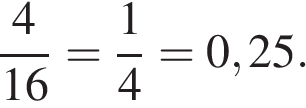 4/16 = 1/4 = 0,25.